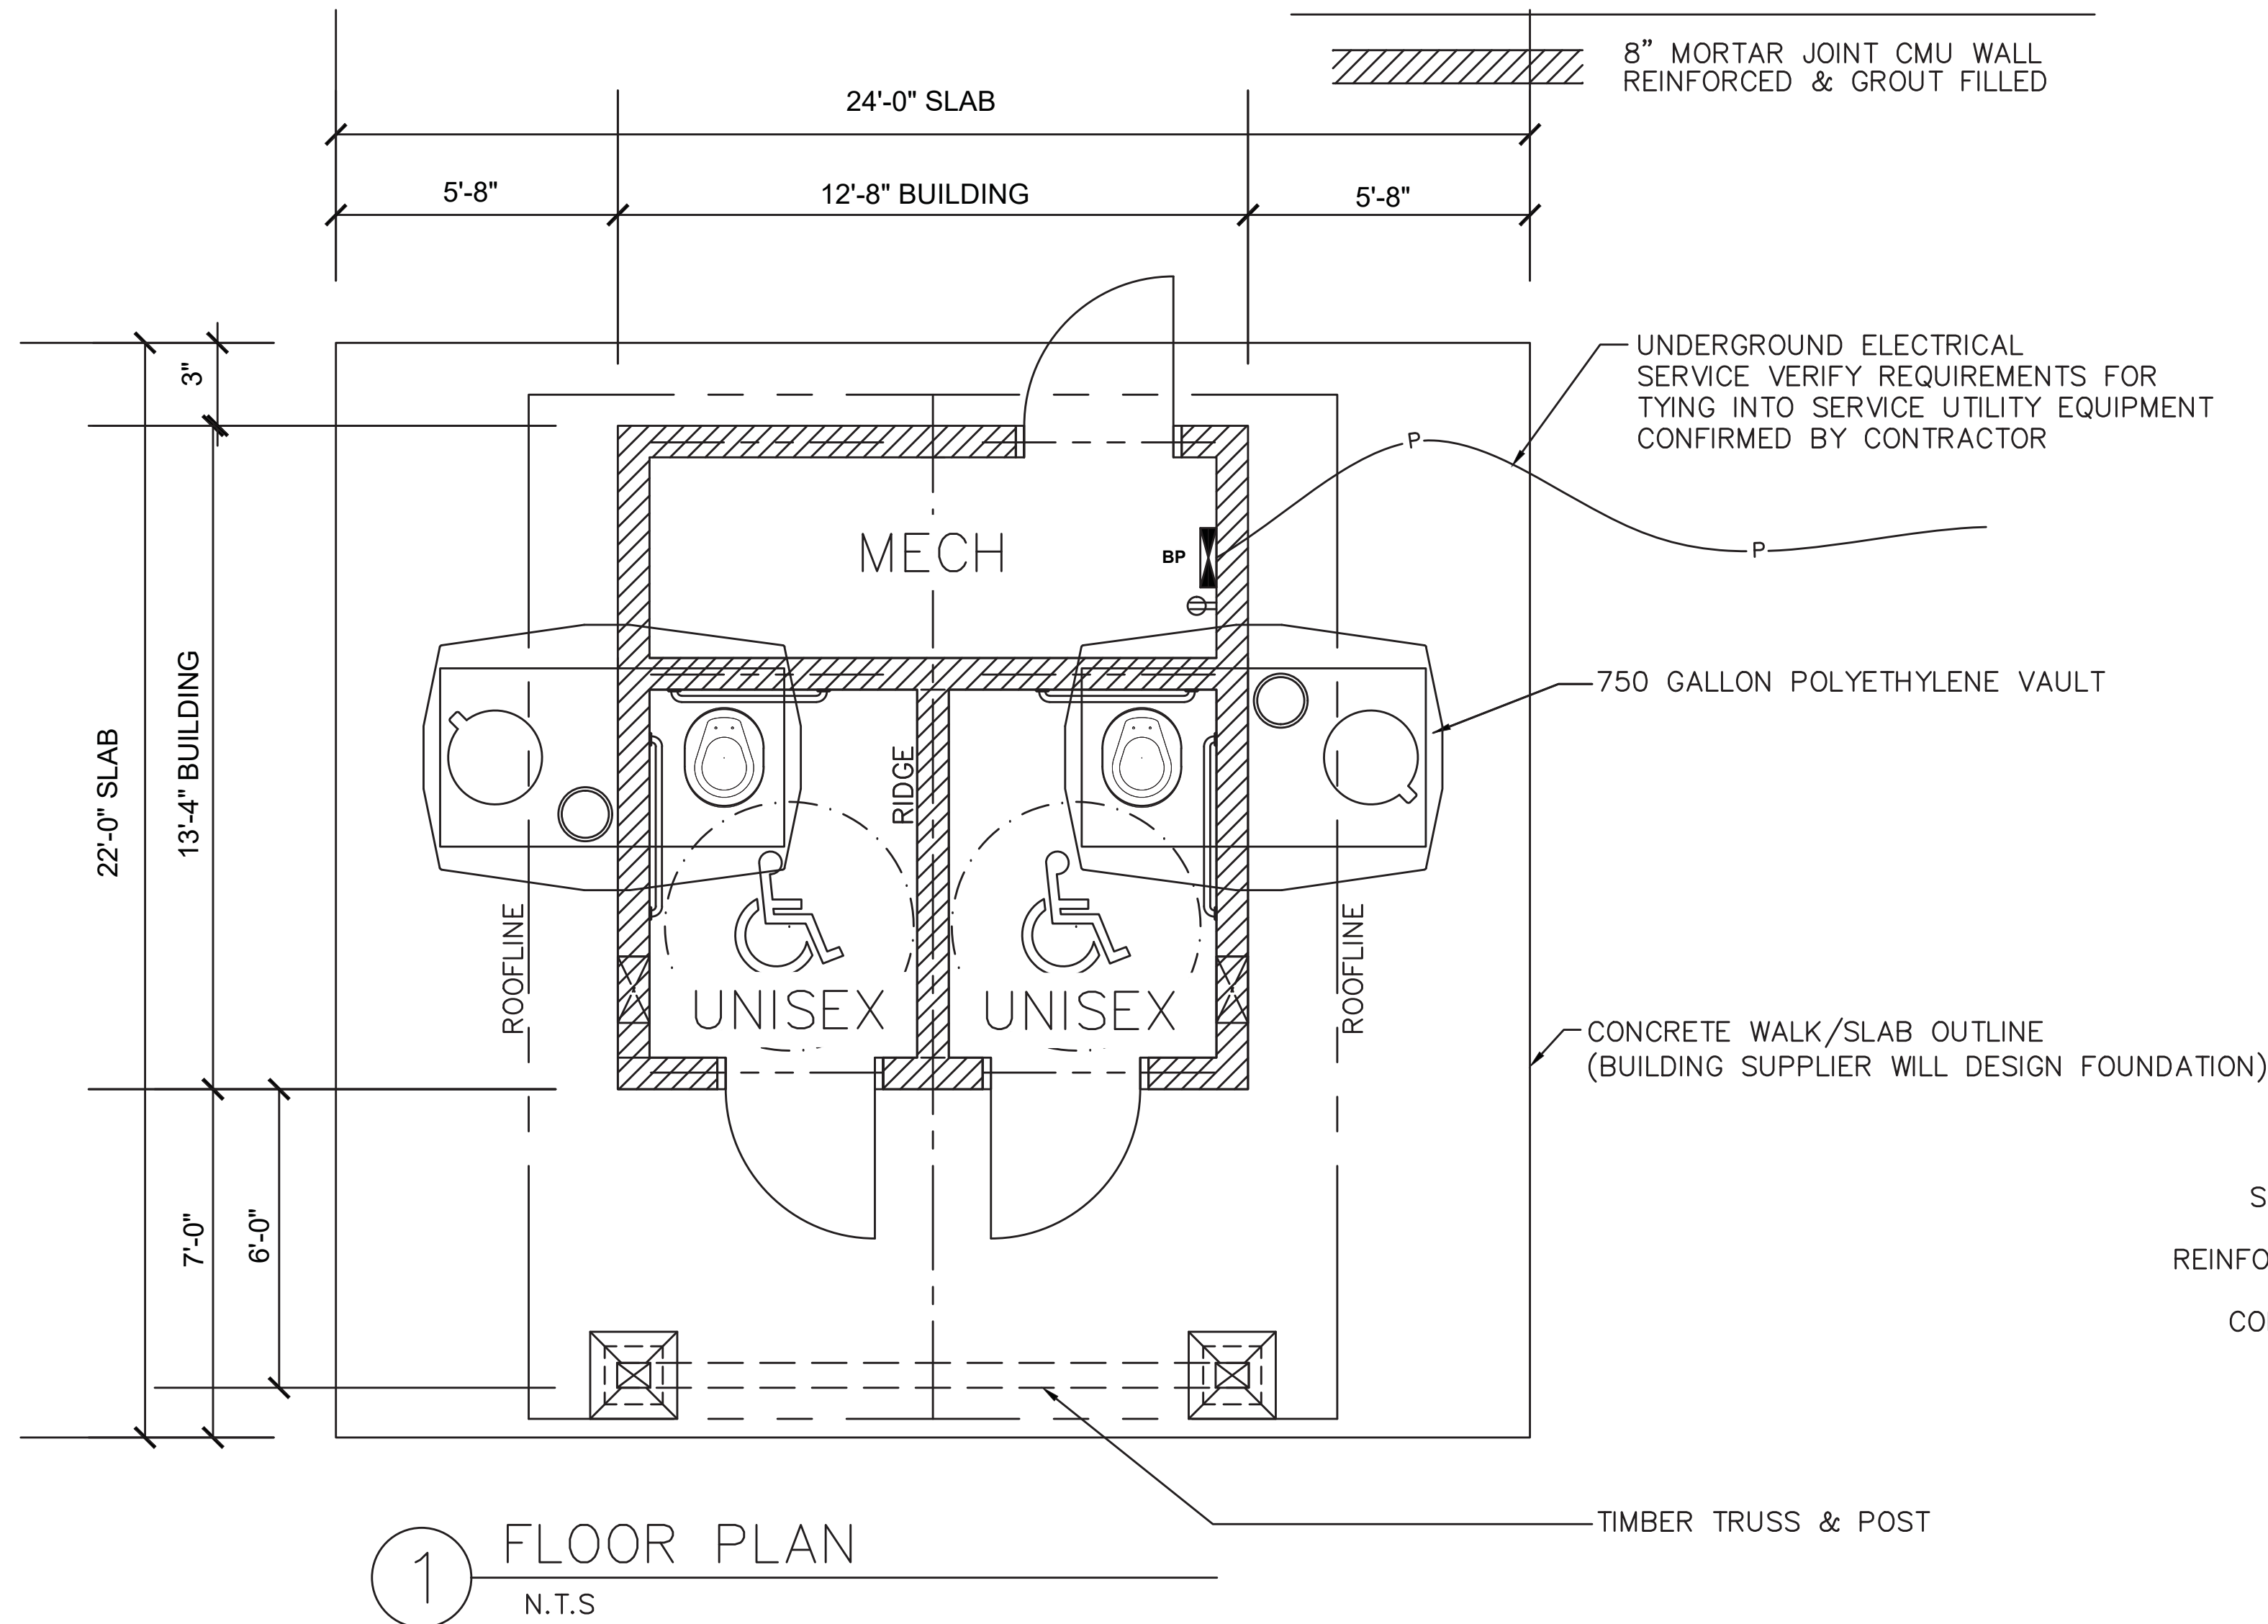 8" MORTAR JOINT CMU WALL
REINFORCED & GROUT FILLED
24'-0" SLAB
5'-8"
12'-8" BUILDING
5'-8"
3"
UNDERGROUND ELECTRICAL
SERVICE VERIFY REQUIREMENTS FOR
TYING INTO SERVICE UTILITY EQUIPMENT
CONFIRMED BY CONTRACTOR
P
P
MECH
BP
750 GALLON POLYETHYLENE VAULT
22'-0" SLAB
13'-4" BUILDING
RIDGE
ROOFLINE
ROOFLINE
UNISEX
UNISEX
CONCRETE WALK/SLAB OUTLINE
(BUILDING SUPPLIER WILL DESIGN FOUNDATION)
7'-0"
6'-0"
S
REINFO
CO
TIMBER TRUSS & POST
1
FLOOR PLAN
N.T.S